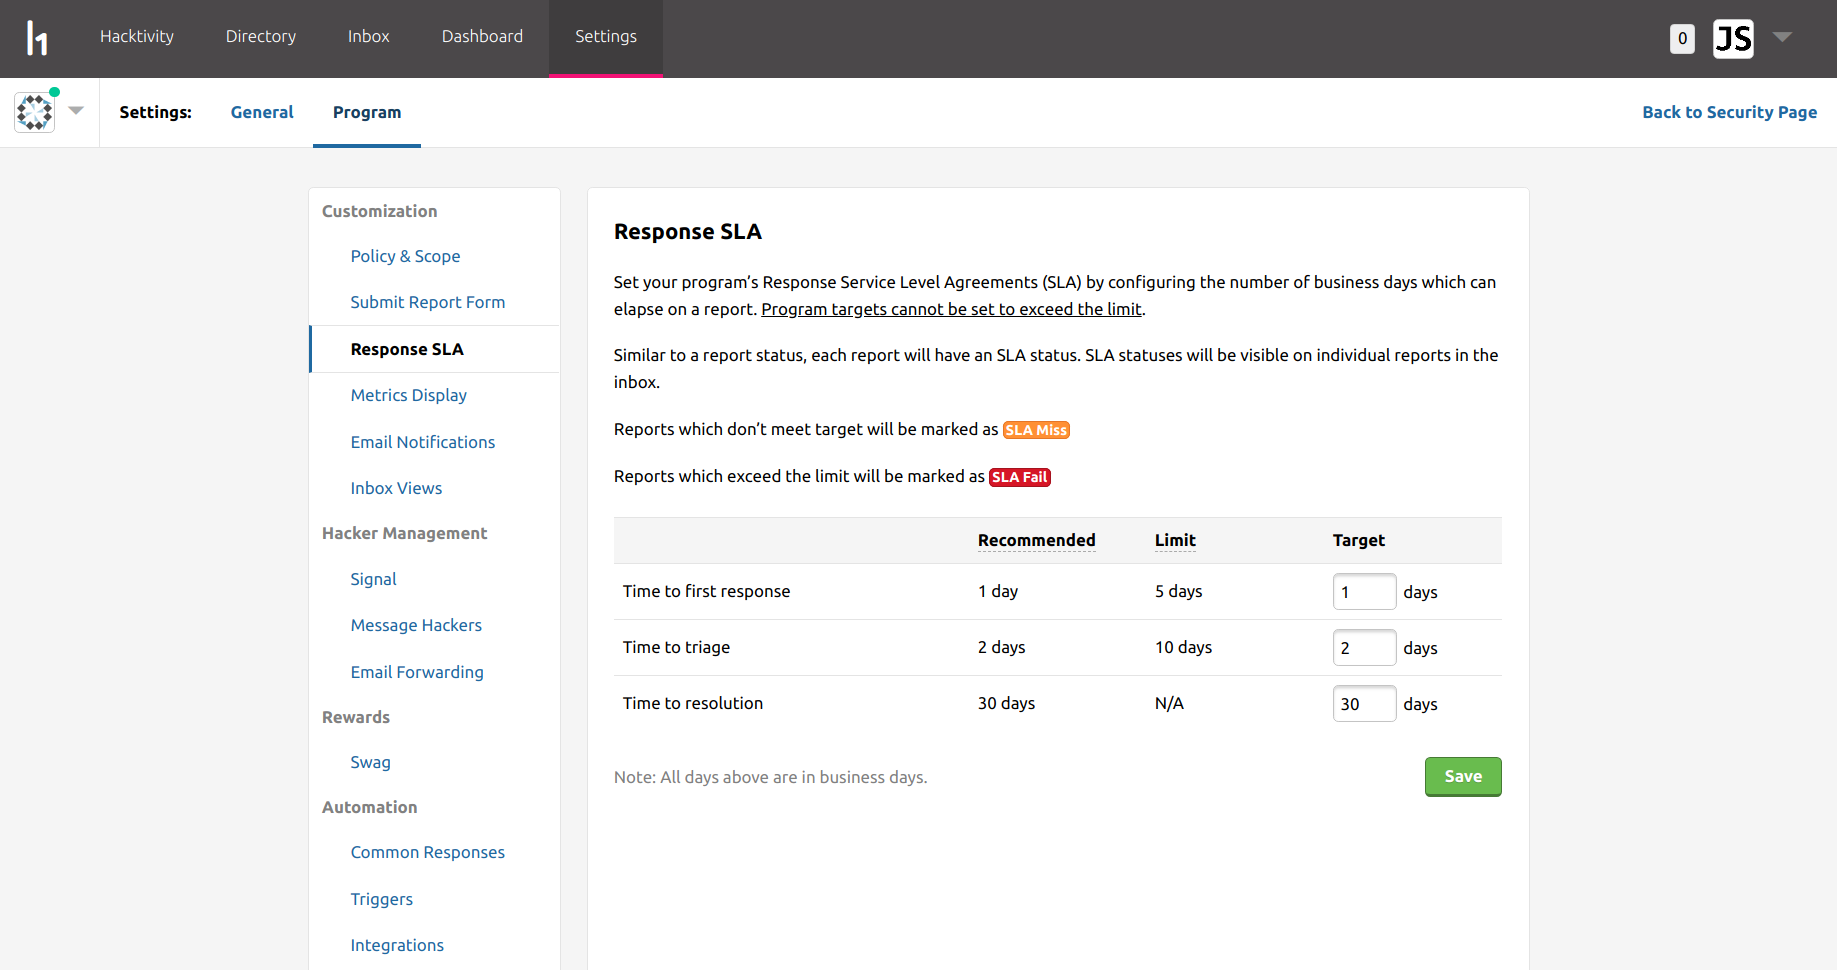 h1
Hacktivity
Directory
Inbox
Dashboard
Settings
0
JS
Settings:
General
Program
Back to Security Page
Customization
Policy & Scope
Submit Report Form
Response SLA
Metrics Display
Email Notifications
Inbox Views
Hacker Management
Signal
Message Hackers
Email Forwarding
Rewards
Swag
Automation
Common Responses
Triggers
Integrations
Response SLA
Set your program’s Response Service Level Agreements (SLA) by configuring the number of business days which can
elapse on a report. Program targets cannot be set to exceed the limit.
Similar to a report status, each report will have an SLA status. SLA statuses will be visible on individual reports in the
inbox.
Reports which don’t meet target will be marked as SLA Miss
Reports which exceed the limit will be marked as SLA Fail
Recommended Limit Target
Time to first response 1 day 5 days 1 days
Time to triage 2 days 10 days 2 days
Time to resolution 30 days N/A 30 days
Note: All days above are in business days.
Save